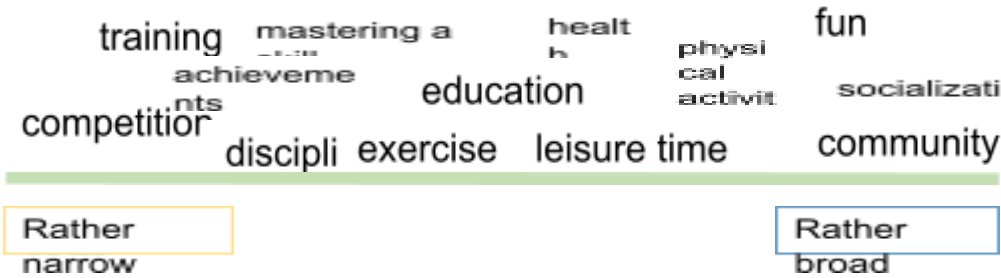 fun
training
mastering a
healt
h
physi
cal
activit
achieveme
nts
education
socializati
competition
discipli
exercise
leisure time
community
Rather
narrow
Rather
broad